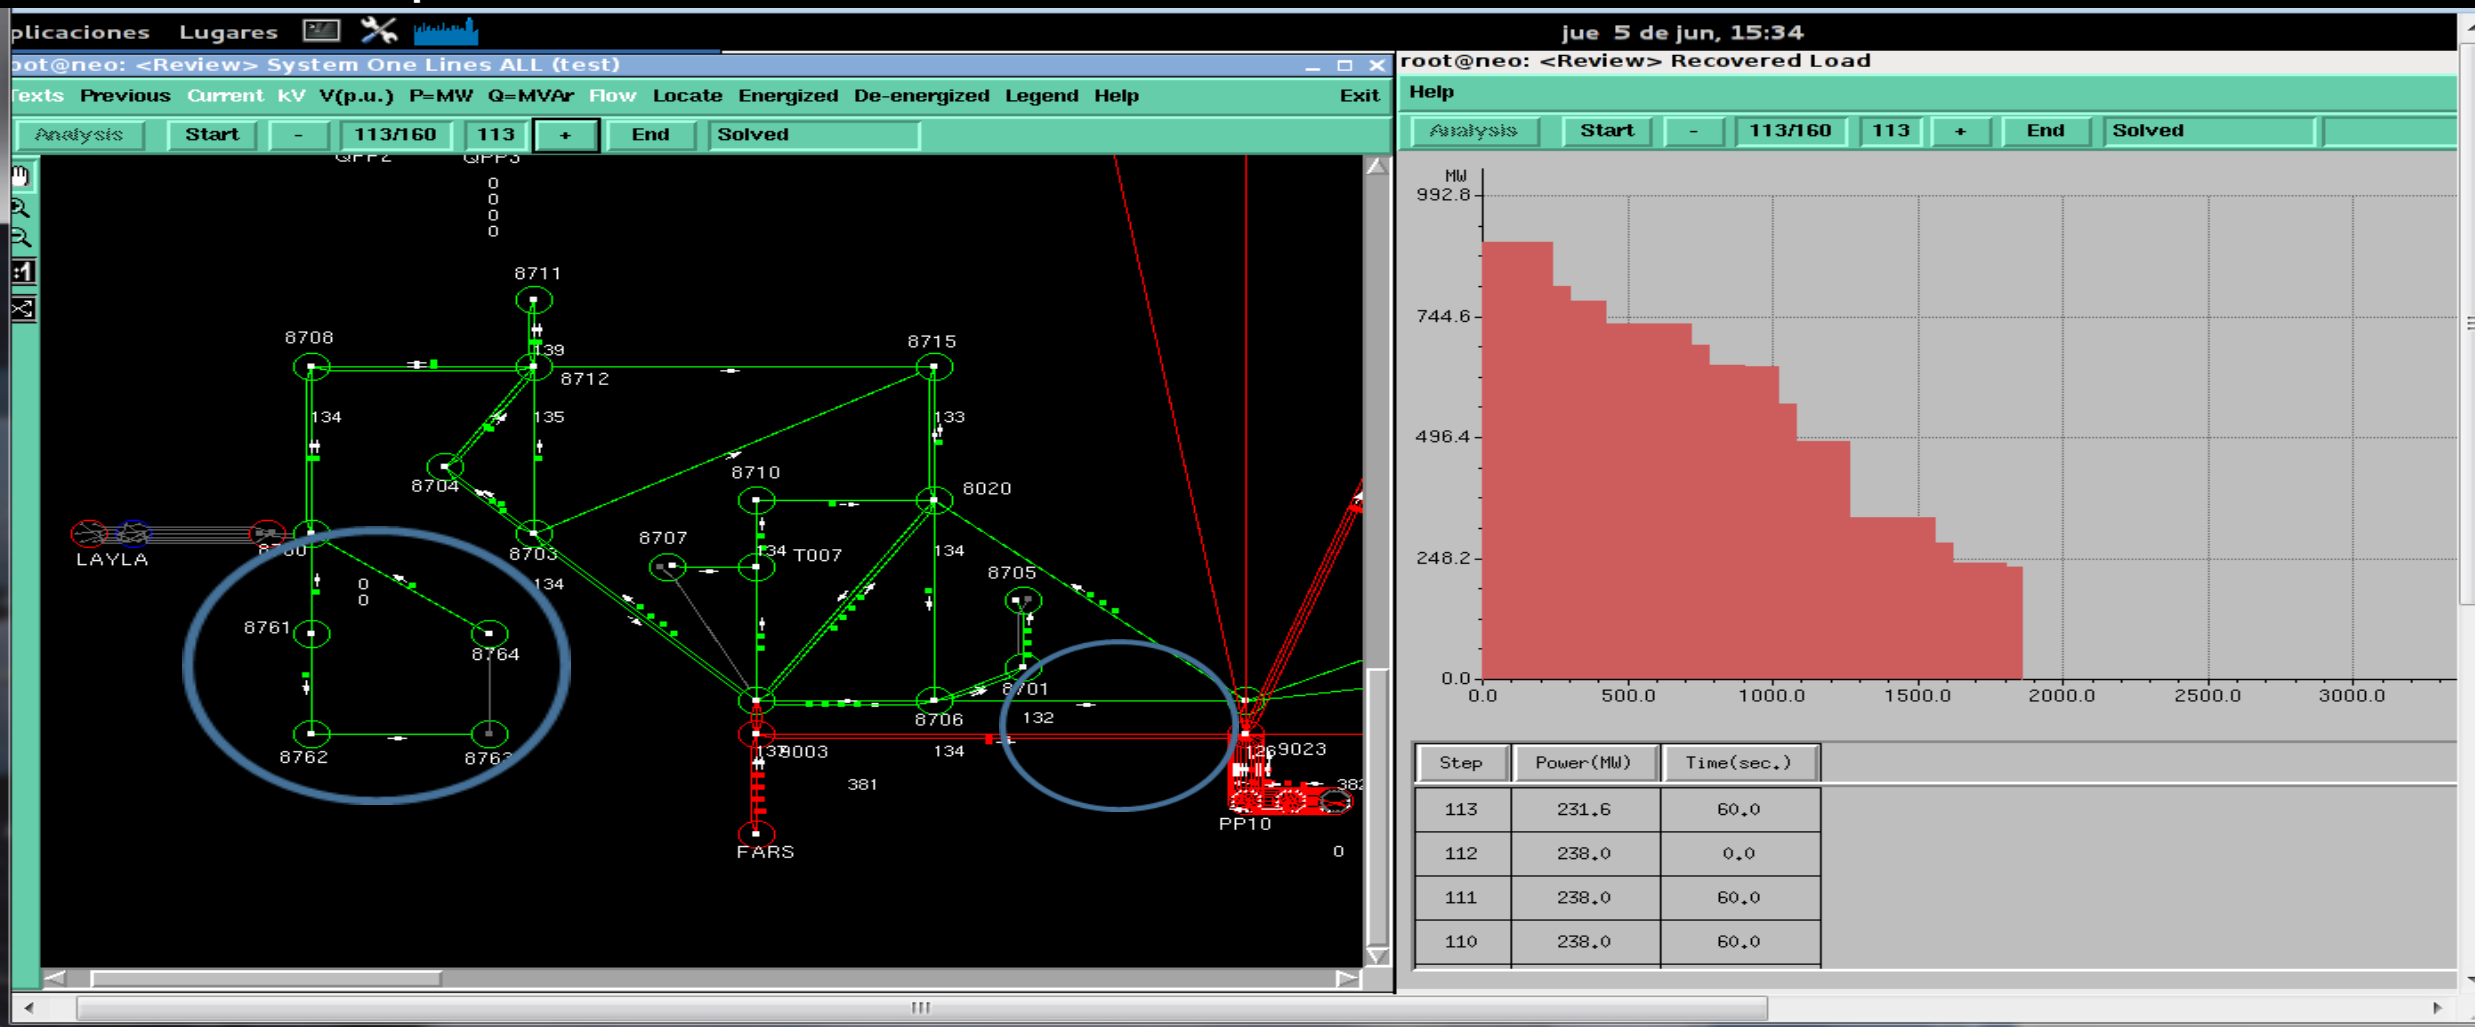 plicaciones Lugares
jue 5 de jun, 15:34
oot@neo: <Review> System One Lines ALL (test)
Texts Previous Current kV V(p.u.) P=MW Q=MVAr Flow Locate Energized De-energized Legend Help Exit
Analysis Start - 113/160 113 + End Solved
QPP2 QPP3
0
0
0
0
8711
8708
139
8712
8715
134
135
133
8704
8710
8020
LAYLA
8760
8703
8707
134
T007
134
0
0
134
8705
8761
8764
8701
8706
132
8762
8763
137
9003
134
126
9023
381
382
PP10
FARS
0
root@neo: <Review> Recovered Load
Help
Analysis Start - 113/160 113 + End Solved
MW
992.8
744.6
496.4
248.2
0.0
0.0 500.0 1000.0 1500.0 2000.0 2500.0 3000.0
Step Power(MW) Time(sec.)
113 231.6 60.0
112 238.0 0.0
111 238.0 60.0
110 238.0 60.0